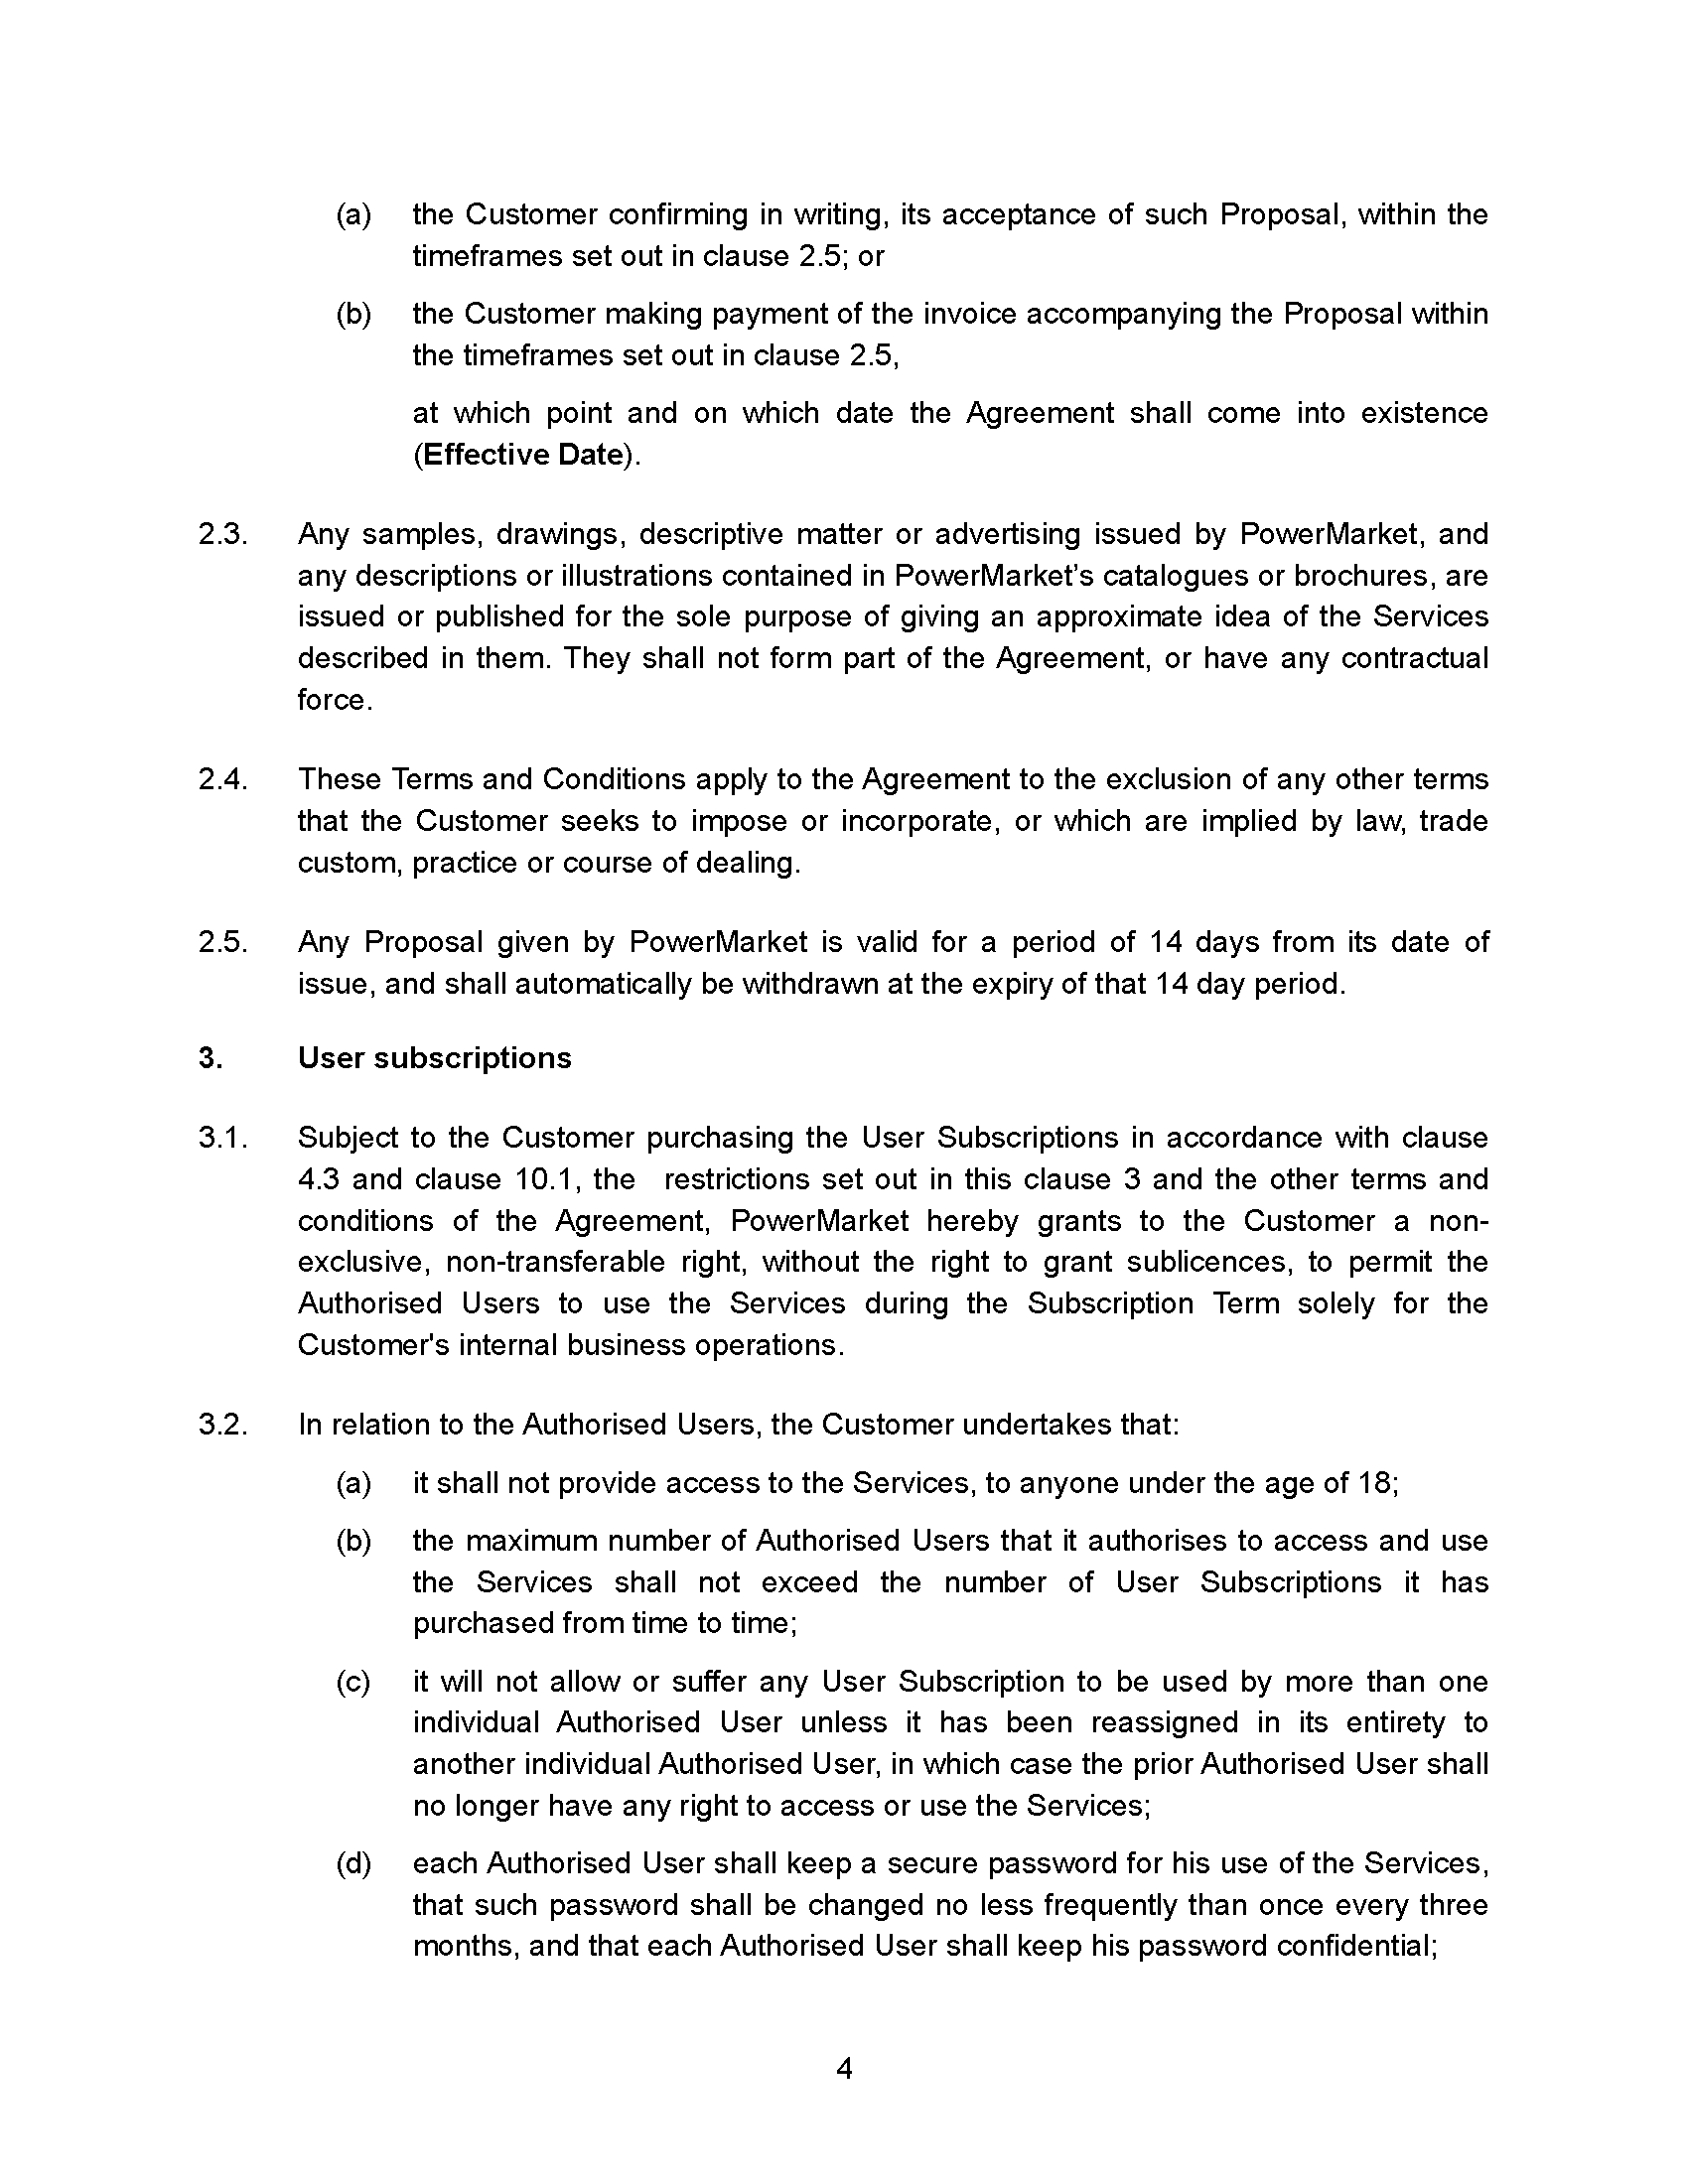 (a) the Customer confirming in writing, its acceptance of such Proposal, within the
timeframes set out in clause 2.5; or
(b) the Customer making payment of the invoice accompanying the Proposal within
the timeframes set out in clause 2.5,
at which point and on which date the Agreement shall come into existence
(Effective Date).
2.3. Any samples, drawings, descriptive matter or advertising issued by PowerMarket, and
any descriptions or illustrations contained in PowerMarket’s catalogues or brochures, are
issued or published for the sole purpose of giving an approximate idea of the Services
described in them. They shall not form part of the Agreement, or have any contractual
force.
2.4. These Terms and Conditions apply to the Agreement to the exclusion of any other terms
that the Customer seeks to impose or incorporate, or which are implied by law, trade
custom, practice or course of dealing.
2.5. Any Proposal given by PowerMarket is valid for a period of 14 days from its date of
issue, and shall automatically be withdrawn at the expiry of that 14 day period.
3. User subscriptions
3.1. Subject to the Customer purchasing the User Subscriptions in accordance with clause
4.3 and clause 10.1, the restrictions set out in this clause 3 and the other terms and
conditions of the Agreement, PowerMarket hereby grants to the Customer a non-
exclusive, non-transferable right, without the right to grant sublicences, to permit the
Authorised Users to use the Services during the Subscription Term solely for the
Customer's internal business operations.
3.2. In relation to the Authorised Users, the Customer undertakes that:
(a) it shall not provide access to the Services, to anyone under the age of 18;
(b) the maximum number of Authorised Users that it authorises to access and use
the Services shall not exceed the number of User Subscriptions it has
purchased from time to time;
(c) it will not allow or suffer any User Subscription to be used by more than one
individual Authorised User unless it has been reassigned in its entirety to
another individual Authorised User, in which case the prior Authorised User shall
no longer have any right to access or use the Services;
(d) each Authorised User shall keep a secure password for his use of the Services,
that such password shall be changed no less frequently than once every three
months, and that each Authorised User shall keep his password confidential;
4